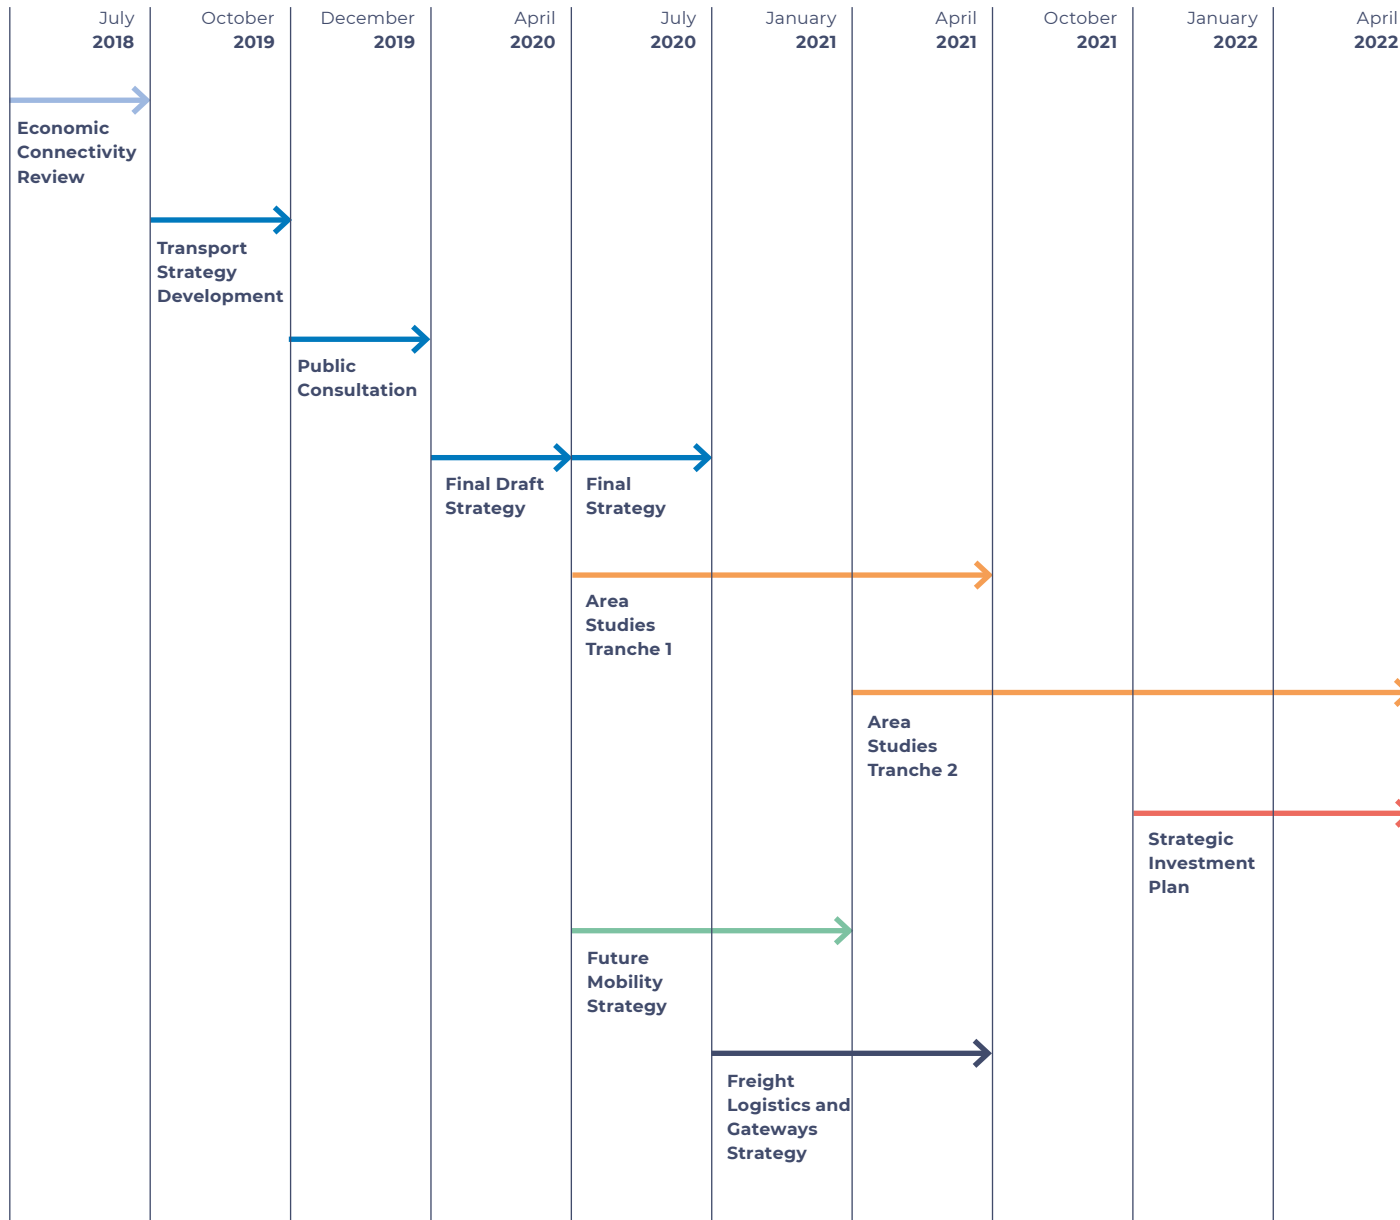 July
2018
October
2019
December
2019
April
2020
July
2020
January
2021
April
2021
October
2021
January
2022
April
2022
Economic
Connectivity
Review
Transport
Strategy
Development
Public
Consultation
Final Draft
Strategy
Final
Strategy
Area
Studies
Tranche 1
Area
Studies
Tranche 2
Strategic
Investment
Plan
Future
Mobility
Strategy
Freight
Logistics and
Gateways
Strategy